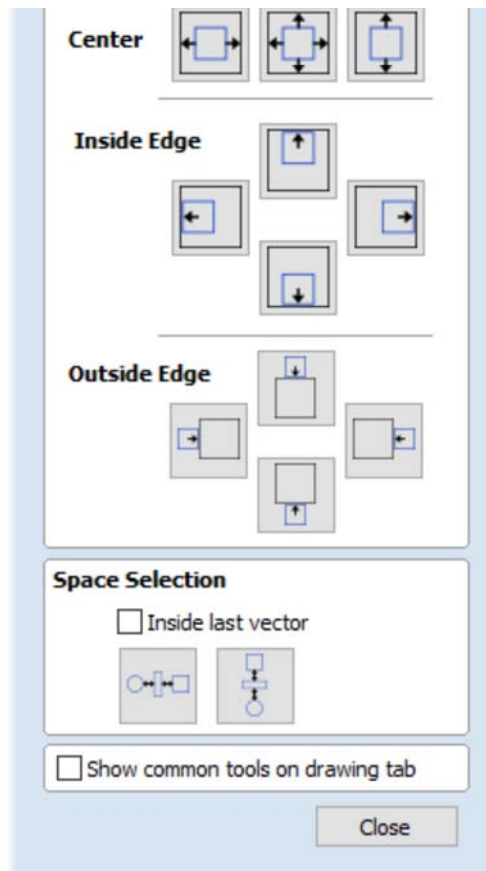 Center
Inside Edge
Outside Edge
Space Selection
Inside last vector
Show common tools on drawing tab
Close